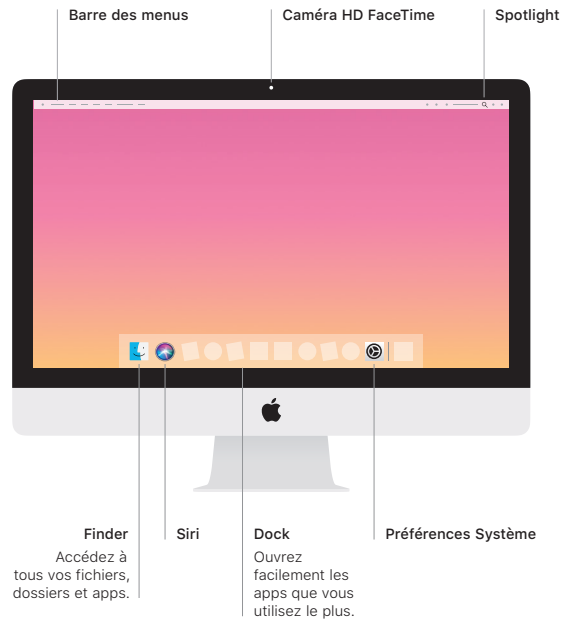 Barre des menus
Caméra HD FaceTime
Spotlight
Finder
Accédez à
tous vos fichiers,
dossiers et apps.
Siri
Dock
Ouvrez
facilement les
apps que vous
utilisez le plus.
Préférences Système